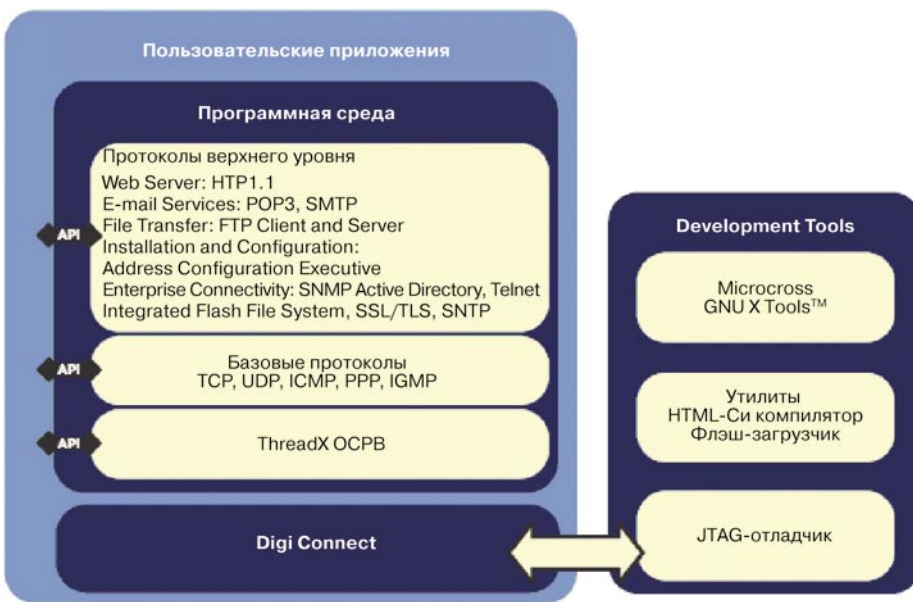 Пользовательские приложения
Программная среда
Протоколы верхнего уровня
Web Server: HTP1.1
E-mail Services: POP3, SMTP
File Transfer: FTP Client and Server
Installation and Configuration:
Address Configuration Executive
Enterprise Connectivity: SNMP Active Directory, Telnet
Integrated Flash File System, SSL/TLS, SNTP
API
Базовые протоколы
TCP, UDP, ICMP, PPP, IGMP
API
ThreadX ОСРВ
API
Digi Connect
Development Tools
Microcross
GNU X Tools™
Утилиты
HTML-Си компилятор
Флэш-загрузчик
JTAG-отладчик